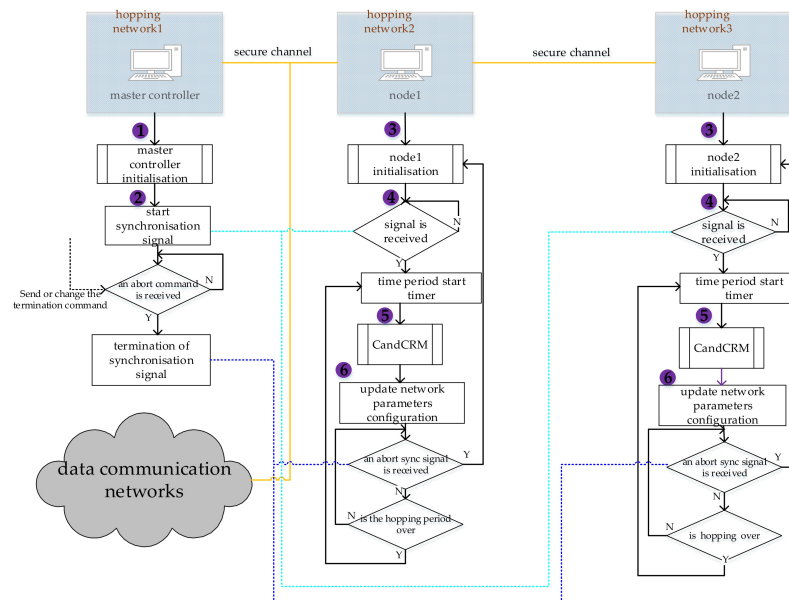 hopping
network1
hopping
network2
hopping
network3
secure channel
secure channel
master controller
node1
node2
1
3
3
master
controller
initialisation
node1
initialisation
node2
initialisation
2
4
4
start
synchronisation
signal
signal is
received
N
signal is
received
N
Y
Y
an abort command
is received
N
Send or change the
termination command
Y
time period start
timer
time period start
timer
5
5
termination of
synchronisation
signal
CandCRM
CandCRM
6
6
update network
parameters
configuration
update network
parameters
configuration
data communication
networks
an abort sync signal
is received
Y
an abort sync signal
is received
Y
N
N
is the hopping period
over
N
is hopping over
N
Y
Y